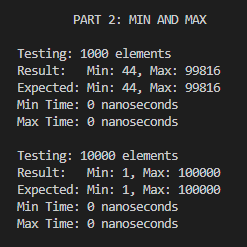 PART 2: MIN AND MAX
Testing: 1000 elements
Result:   Min: 44, Max: 99816
Expected: Min: 44, Max: 99816
Min Time: 0 nanoseconds
Max Time: 0 nanoseconds
Testing: 10000 elements
Result:   Min: 1, Max: 100000
Expected: Min: 1, Max: 100000
Min Time: 0 nanoseconds
Max Time: 0 nanoseconds